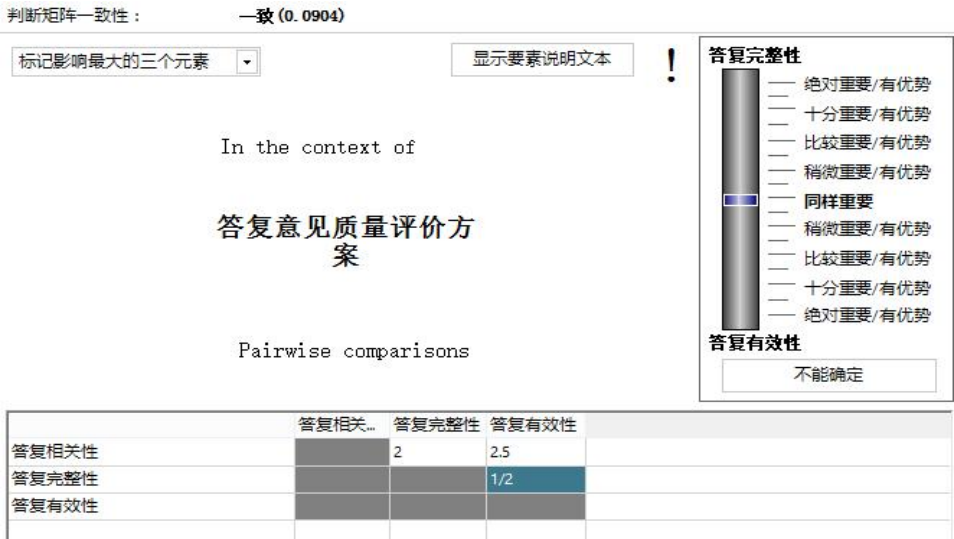 判断矩阵一致性： 一致(0.0904)
标记影响最大的三个元素
显示要素说明文本
!
In the context of
答复意见质量评价方
案
Pairwise comparisons
答复完整性
绝对重要/有优势
十分重要/有优势
比较重要/有优势
稍微重要/有优势
同样重要
稍微重要/有优势
比较重要/有优势
十分重要/有优势
绝对重要/有优势
答复有效性
不能确定
答复相关... 答复完整性 答复有效性
答复相关性 2 2.5
答复完整性 1/2
答复有效性